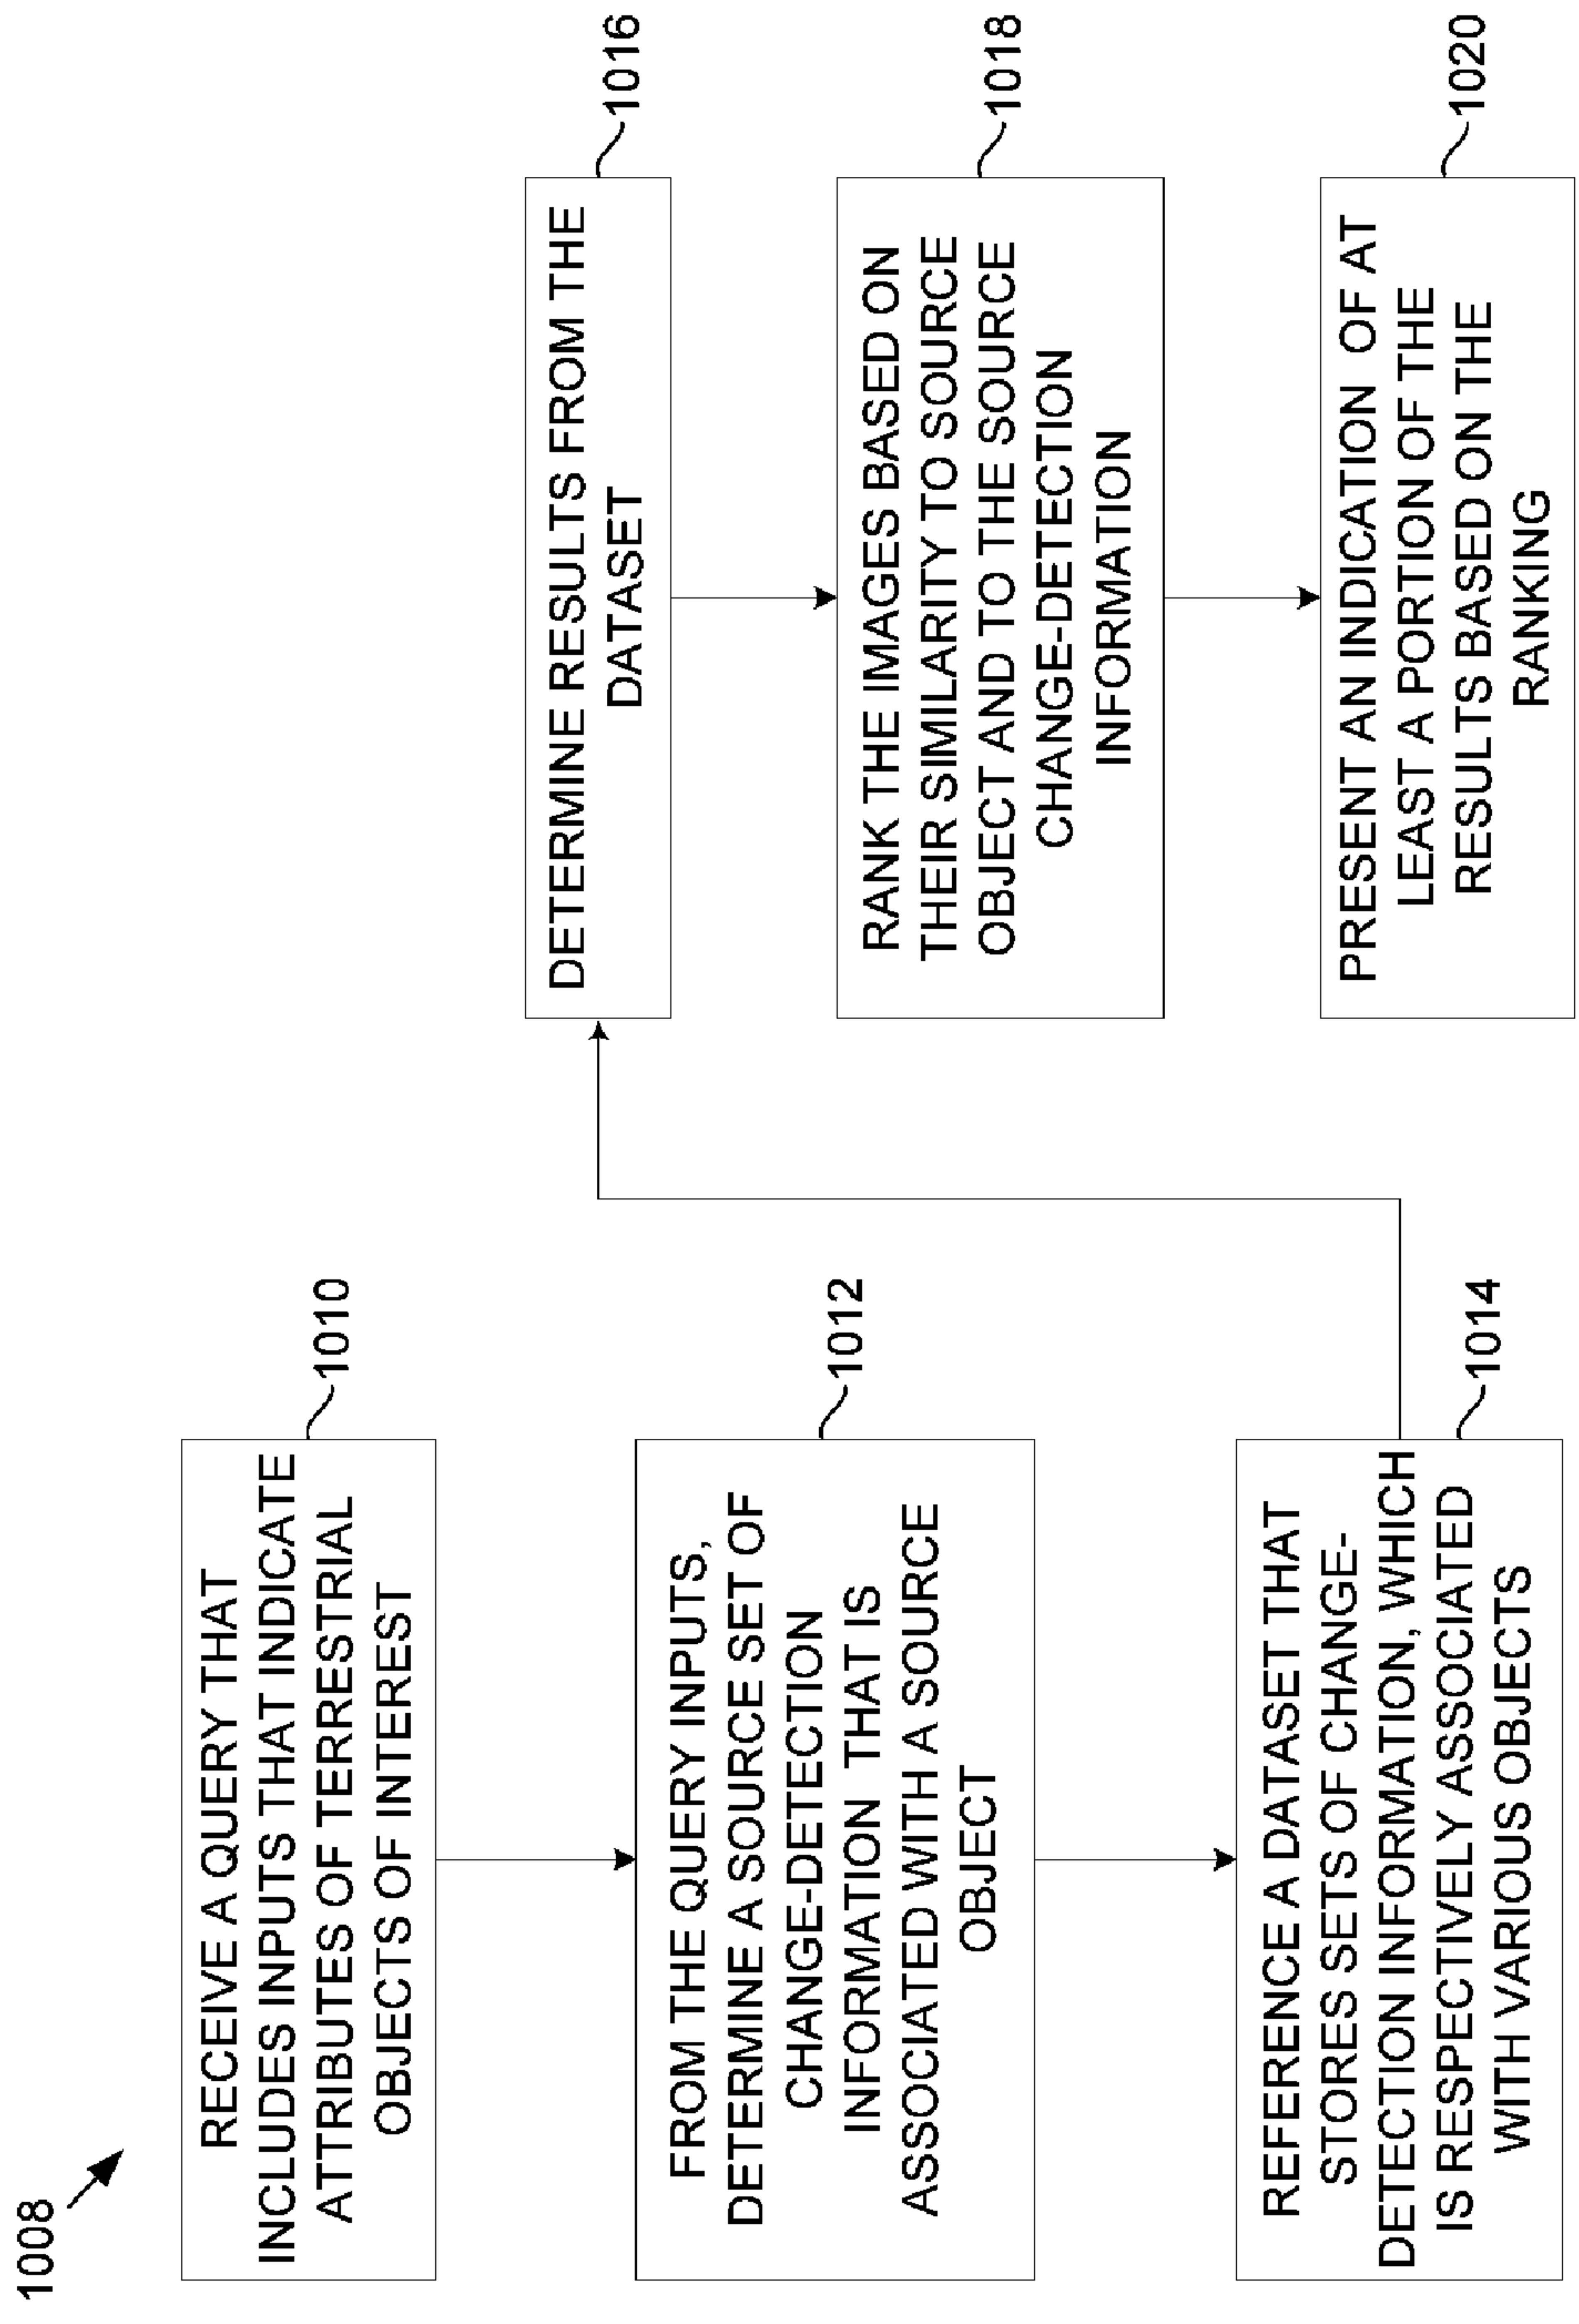 1008
RECEIVE A QUERY THAT
INCLUDES INPUTS THAT INDICATE
ATTRIBUTES OF TERRESTRIAL
OBJECTS OF INTEREST
1010
FROM THE QUERY INPUTS,
DETERMINE A SOURCE SET OF
CHANGE-DETECTION
INFORMATION THAT IS
ASSOCIATED WITH A SOURCE
OBJECT
1012
REFERENCE A DATASET THAT
STORES SETS OF CHANGE-
DETECTION INFORMATION, WHICH
IS RESPECTIVELY ASSOCIATED
WITH VARIOUS OBJECTS
1014
DETERMINE RESULTS FROM THE
DATASET
1016
RANK THE IMAGES BASED ON
THEIR SIMILARITY TO SOURCE
OBJECT AND TO THE SOURCE
CHANGE-DETECTION
INFORMATION
1018
PRESENT AN INDICATION OF AT
LEAST A PORTION OF THE
RESULTS BASED ON THE
RANKING
1020